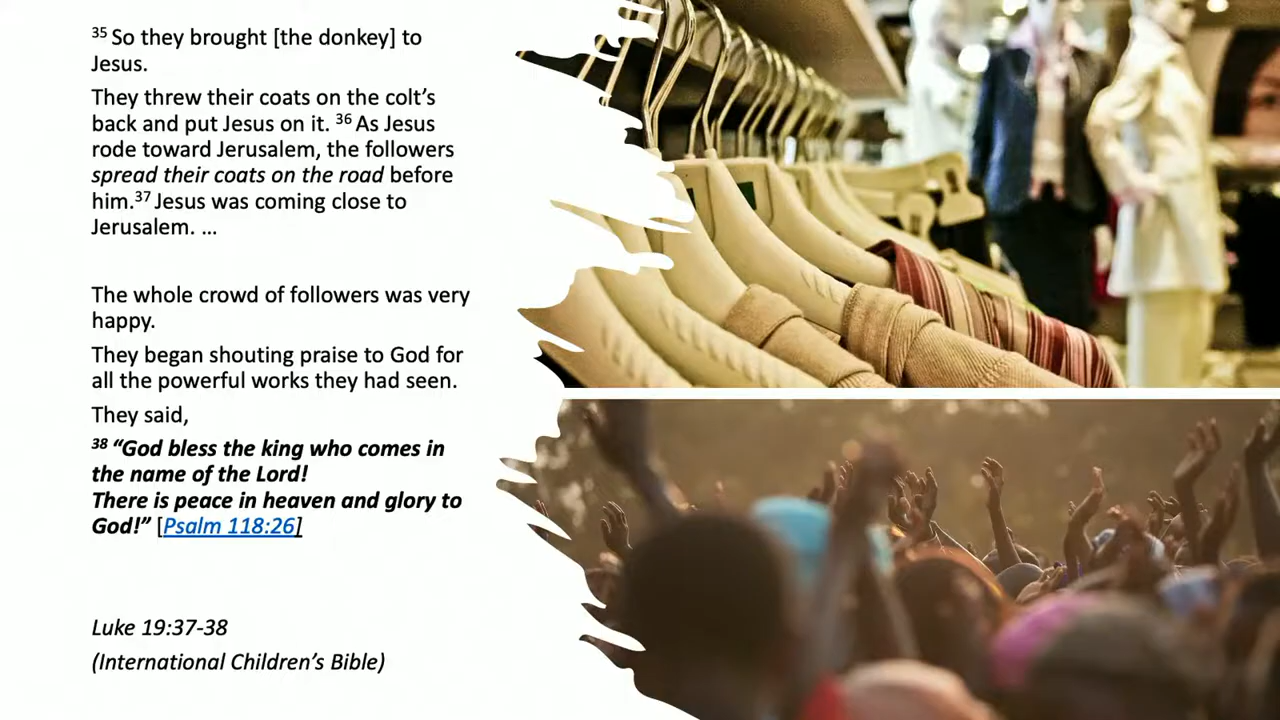 ³⁵ So they brought [the donkey] to
Jesus.
They threw their coats on the colt’s
back and put Jesus on it. ³⁶ As Jesus
rode toward Jerusalem, the followers
spread their coats on the road before
him.³⁷ Jesus was coming close to
Jerusalem. …
The whole crowd of followers was very
happy.
They began shouting praise to God for
all the powerful works they had seen.
They said,
³⁸ “God bless the king who comes in
the name of the Lord!
There is peace in heaven and glory to
God!” [Psalm 118:26]
Luke 19:37-38
(International Children’s Bible)